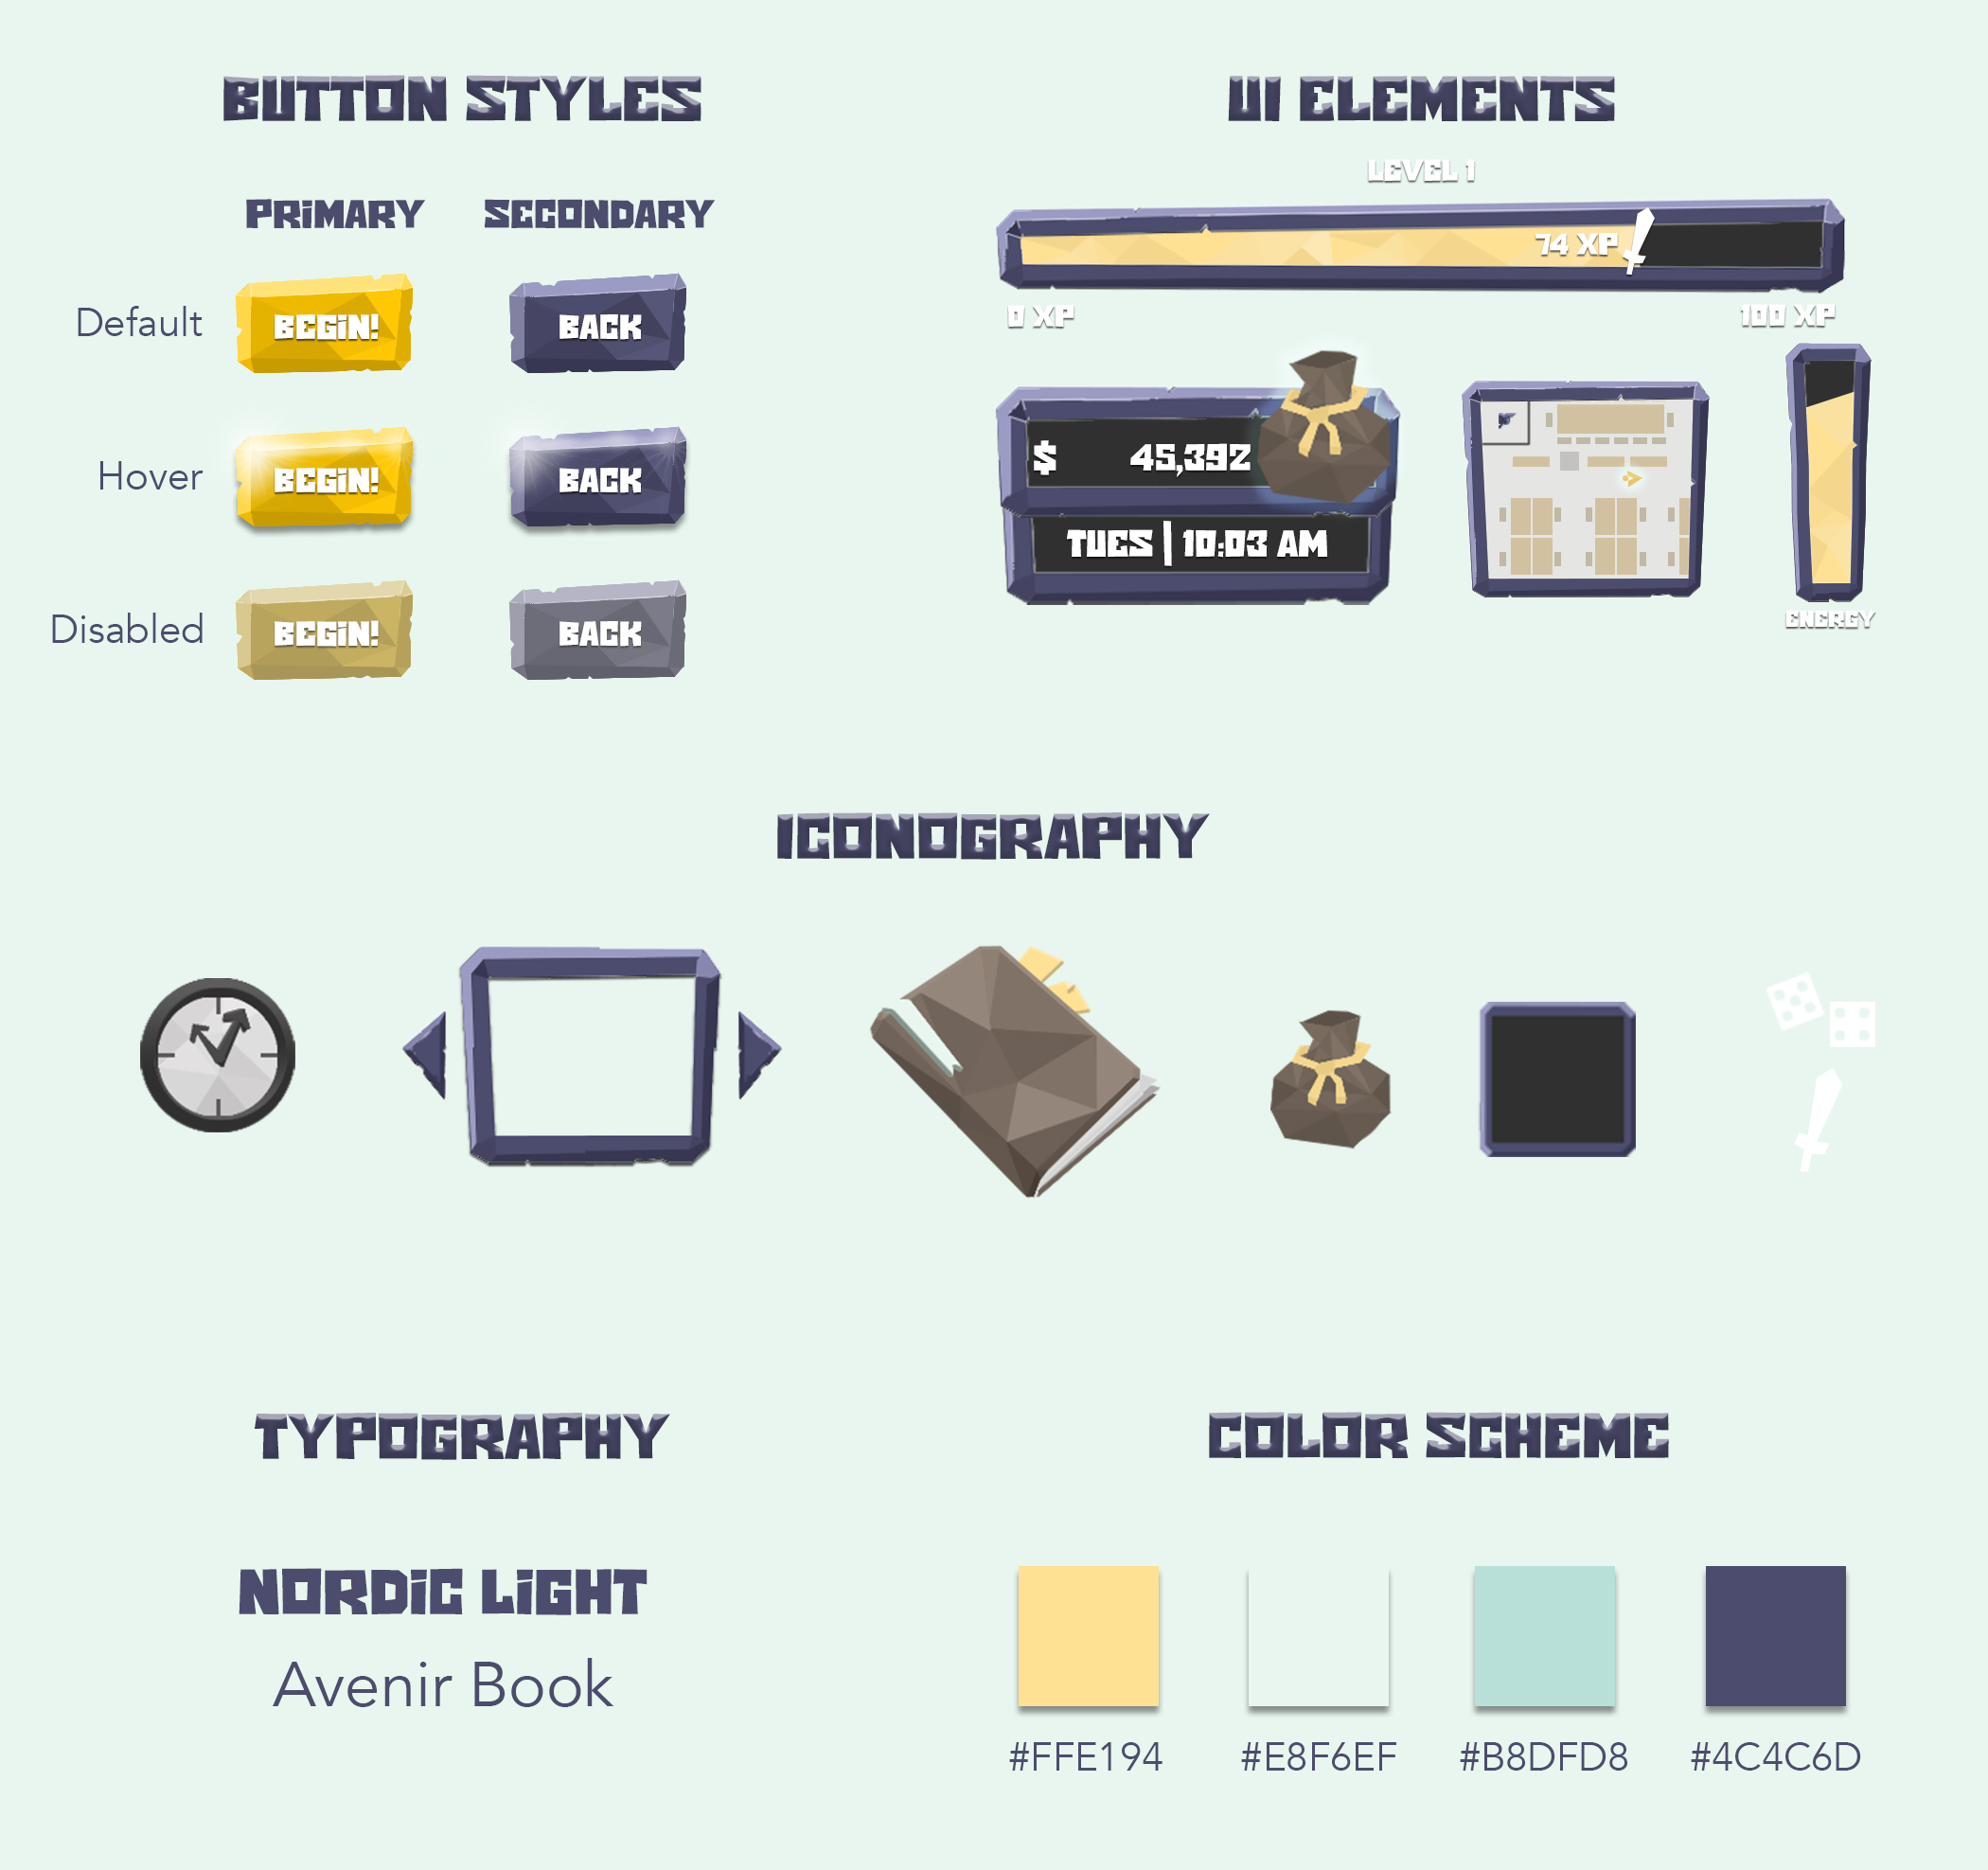 BUTTON STYLES
PRIMARY SECONDARY
Default BEGIN! BACK
Hover BEGIN! BACK
Disabled BEGIN! BACK
UI ELEMENTS
LEVEL 1
74 XP
0 XP 100 XP
$ 45,392
TUES | 10:03 AM
ENERGY
ICONOGRAPHY
TYPOGRAPHY
NORDIC LIGHT
Avenir Book
COLOR SCHEME
#FFE194 #E8F6EF #B8DFD8 #4C4C6D